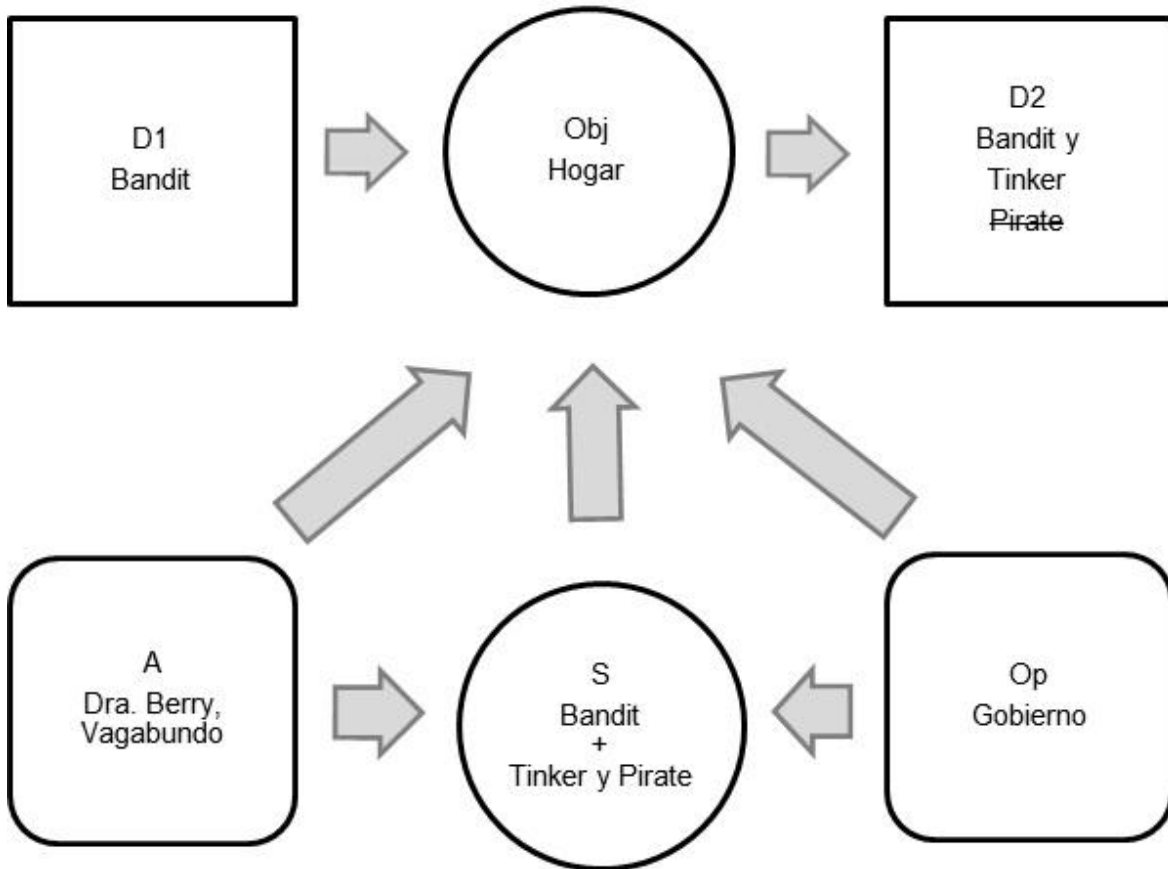 D1
Bandit
Obj
Hogar
D2
Bandit y
Tinker
Pirate
A
Dra. Berry,
Vagabundo
S
Bandit
+
Tinker y Pirate
Op
Gobierno